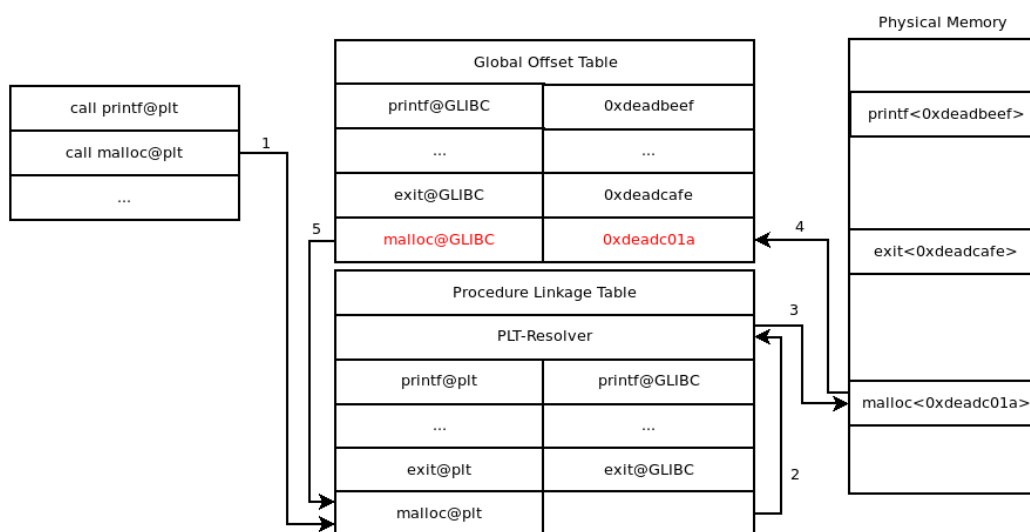 Physical Memory
Global Offset Table
call printf@plt
printf@GLIBC 0xdeadbeef
printf<0xdeadbeef>
call malloc@plt
1
... ...
...
exit@GLIBC 0xdeadcafe
5
malloc@GLIBC 0xdeadc01a
4
exit<0xdeadcafe>
Procedure Linkage Table
3
PLT-Resolver
printf@plt printf@GLIBC
malloc<0xdeadc01a>
... ...
exit@plt exit@GLIBC
2
malloc@plt